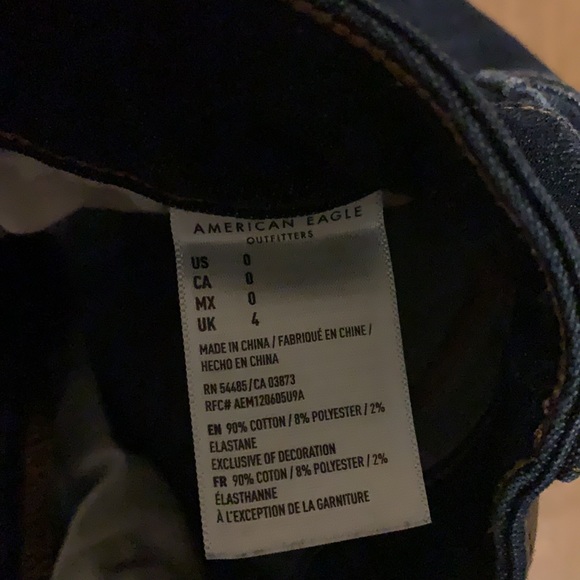 AMERICAN EAGLE
OUTFITTERS
US 0
CA 0
MX 0
UK 4
MADE IN CHINA / FABRIQUÉ EN CHINE /
HECHO EN CHINA
RN 54485/CA 03873
RFC# AEM120605U9A
EN 90% COTTON / 8% POLYESTER / 2%
ELASTANE
EXCLUSIVE OF DECORATION
FR 90% COTON / 8% POLYESTER / 2%
ÉLASTHANNE
À L'EXCEPTION DE LA GARNITURE